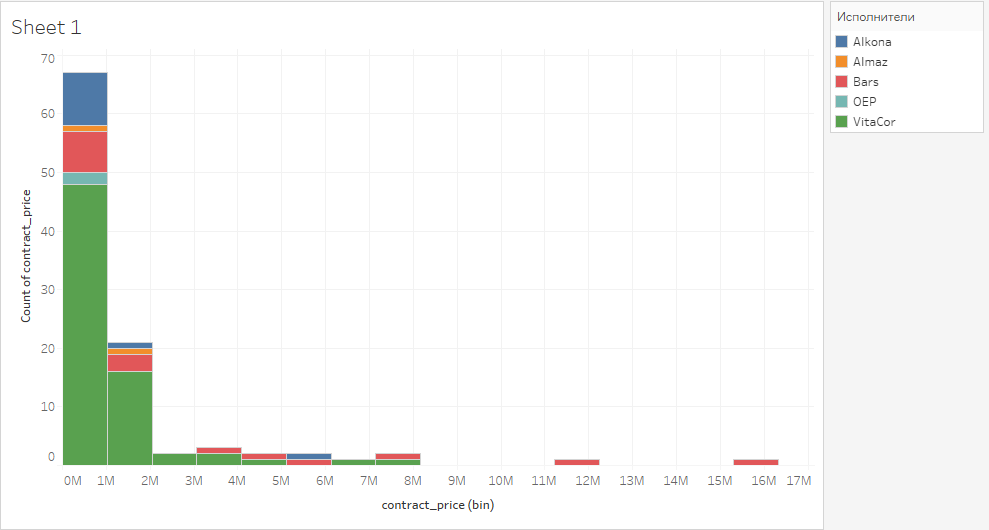 Sheet 1
Исполнители
Alkona
Almaz
Bars
OEP
VitaCor
70
60
50
40
30
20
10
0
Count of contract_price
0M 1M 2M 3M 4M 5M 6M 7M 8M 9M 10M 11M 12M 13M 14M 15M 16M 17M
contract_price (bin)